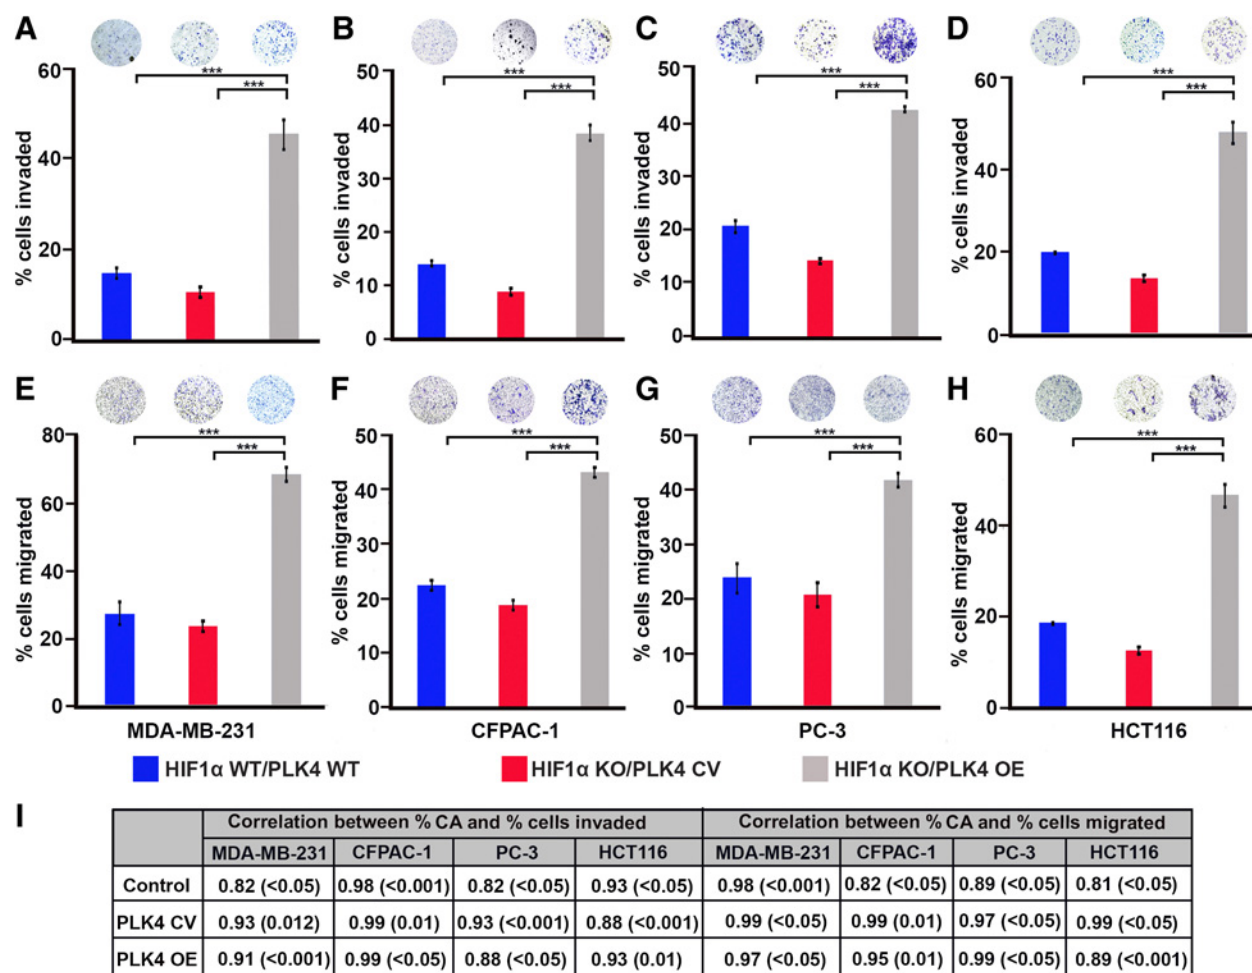 A
B
C
D
***
***
***
***
***
***
***
***
% cells invaded
60
40
20
0
% cells invaded
50
40
30
20
10
0
% cells invaded
50
40
50
20
10
0
% cells invaded
60
40
20
0
E
F
G
H
***
***
***
***
***
***
***
***
% cells migrated
80
60
40
20
0
% cells migrated
50
40
30
20
10
0
% cells migrated
50
40
20
20
10
0
% cells migrated
60
40
20
0
MDA-MB-231
CFPAC-1
PC-3
HCT116
HIF1α WT/PLK4 WT
HIF1α KO/PLK4 CV
HIF1α KO/PLK4 OE
I
Correlation between % CA and % cells invaded
Correlation between % CA and % cells migrated
MDA-MB-231 CFPAC-1 PC-3 HCT116 MDA-MB-231 CFPAC-1 PC-3 HCT116
Control 0.82 (<0.05) 0.98 (<0.001) 0.82 (<0.05) 0.93 (<0.05) 0.98 (<0.001) 0.82 (<0.05) 0.89 (<0.05) 0.81 (<0.05)
PLK4 CV 0.93 (0.012) 0.99 (0.01) 0.93 (<0.001) 0.88 (<0.001) 0.99 (<0.05) 0.99 (0.01) 0.97 (<0.05) 0.99 (<0.05)
PLK4 OE 0.91 (<0.001) 0.99 (<0.05) 0.88 (<0.05) 0.93 (0.01) 0.97 (<0.05) 0.95 (0.01) 0.99 (<0.05) 0.89 (<0.001)